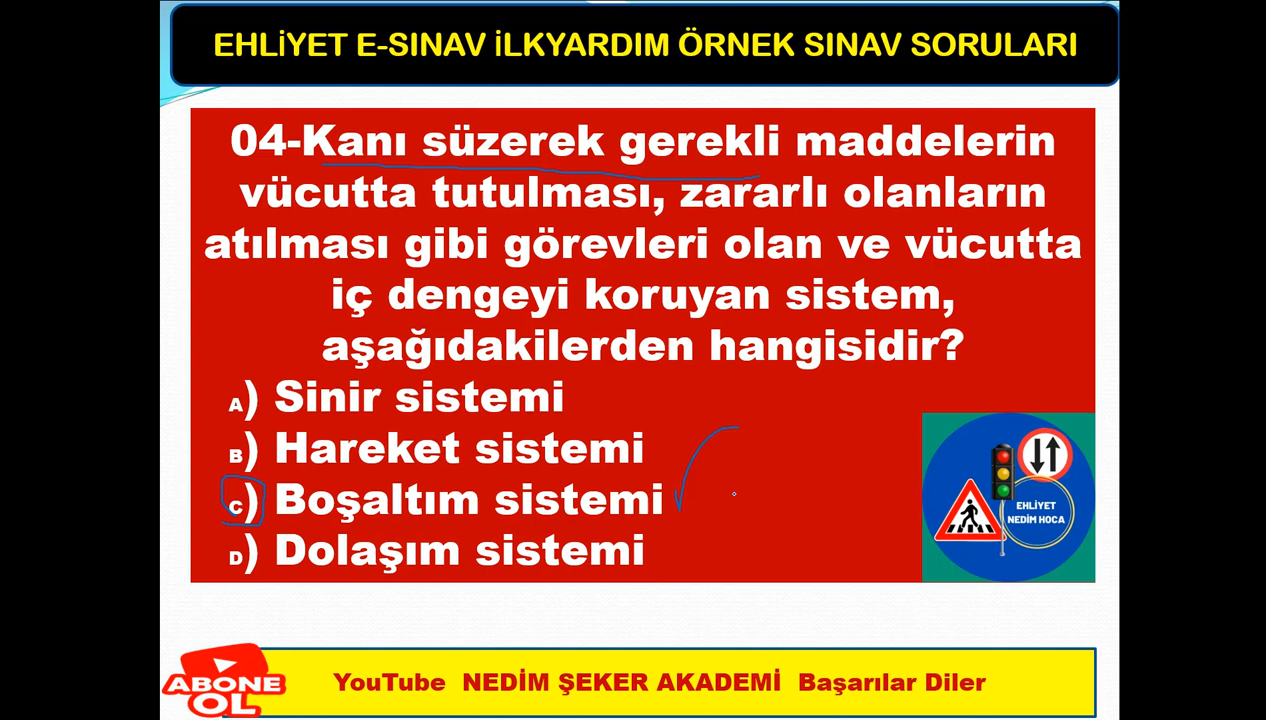 EHLİYET E-SINAV İLKYARDIM ÖRNEK SINAV SORULARI
04-Kanı süzerek gerekli maddelerin
vücutta tutulması, zararlı olanların
atılması gibi görevleri olan ve vücutta
iç dengeyi koruyan sistem,
aşağıdakilerden hangisidir?
A) Sinir sistemi
B) Hareket sistemi
C) Boşaltım sistemi
D) Dolaşım sistemi
EHLİYET
NEDİM HOCA
ABONE
OL
YouTube NEDİM ŞEKER AKADEMİ Başarılar Diler